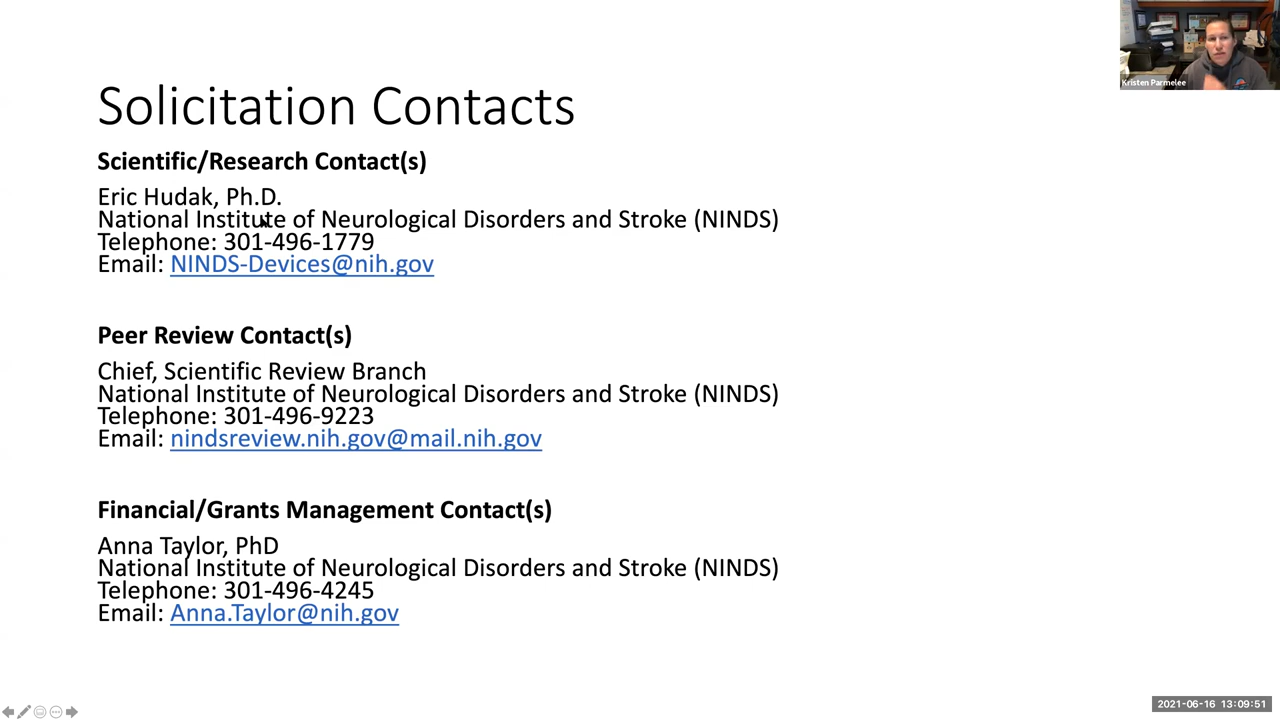 Solicitation Contacts
Scientific/Research Contact(s)
Eric Hudak, Ph.D.
National Institute of Neurological Disorders and Stroke (NINDS)
Telephone: 301-496-1779
Email: NINDS-Devices@nih.gov
Peer Review Contact(s)
Chief, Scientific Review Branch
National Institute of Neurological Disorders and Stroke (NINDS)
Telephone: 301-496-9223
Email: nindsreview.nih.gov@mail.nih.gov
Financial/Grants Management Contact(s)
Anna Taylor, PhD
National Institute of Neurological Disorders and Stroke (NINDS)
Telephone: 301-496-4245
Email: Anna.Taylor@nih.gov
Kristen Parmelee
2021-06-16 13:09:51